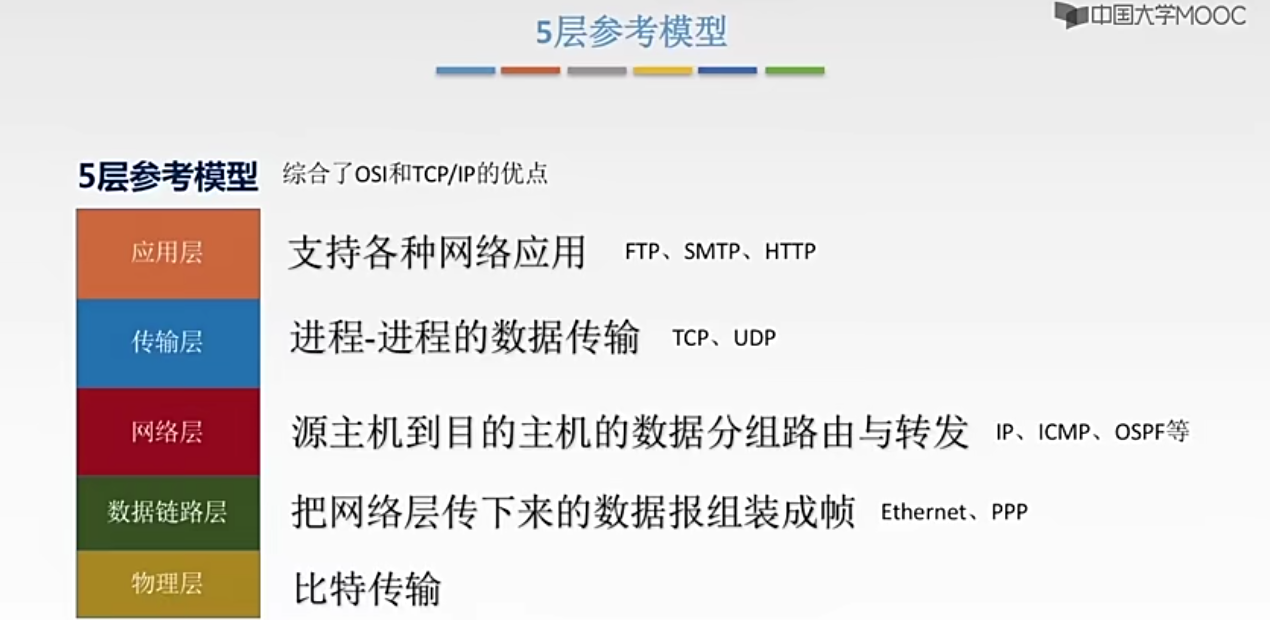 中国大学MOOC
5层参考模型
5层参考模型 综合了OSI和TCP/IP的优点
应用层 支持各种网络应用 FTP、SMTP、HTTP
传输层 进程-进程的数据传输 TCP、UDP
网络层 源主机到目的主机的数据分组路由与转发 IP、ICMP、OSPF等
数据链路层 把网络层传下来的数据报组装成帧 Ethernet、PPP
物理层 比特传输